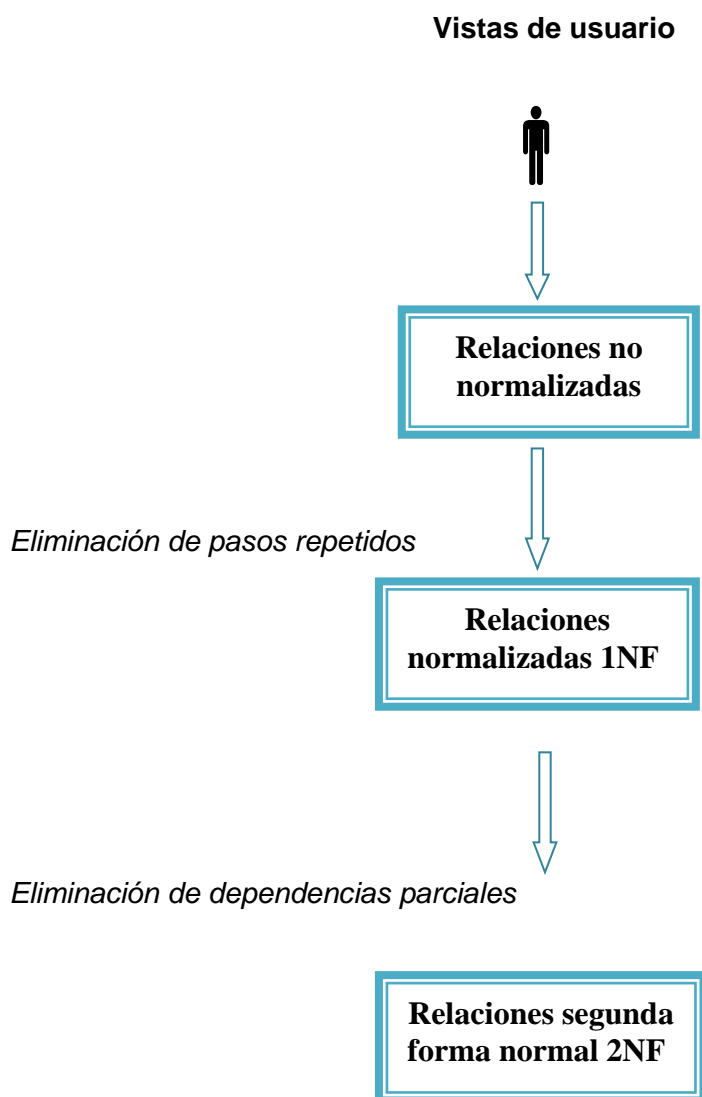 Vistas de usuario
Relaciones no
normalizadas
Eliminación de pasos repetidos
Relaciones
normalizadas 1NF
Eliminación de dependencias parciales
Relaciones segunda
forma normal 2NF